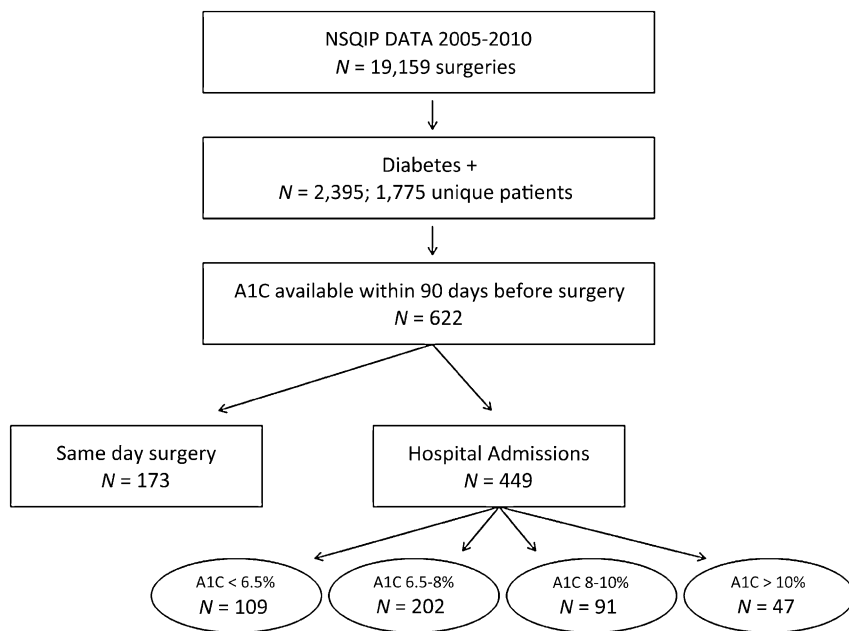 NSQIP DATA 2005-2010
N = 19,159 surgeries
Diabetes +
N = 2,395; 1,775 unique patients
A1C available within 90 days before surgery
N = 622
Same day surgery
N = 173
Hospital Admissions
N = 449
A1C < 6.5%
N = 109
A1C 6.5-8%
N = 202
A1C 8-10%
N = 91
A1C > 10%
N = 47